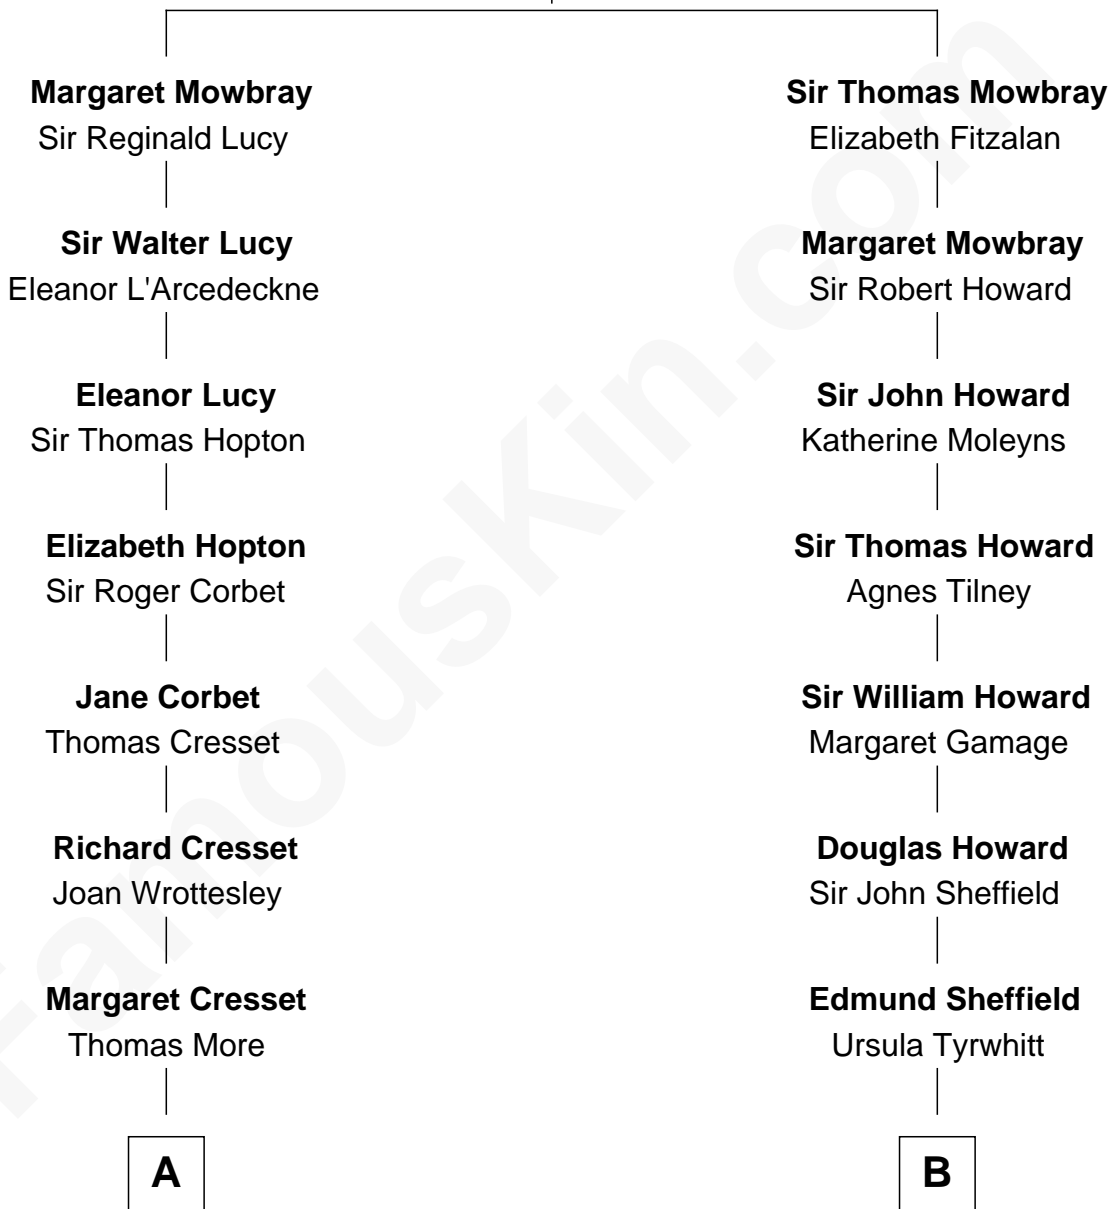 Margaret Mowbray
Sir Reginald Lucy
Sir Walter Lucy
Eleanor L'Arcedeckne
Eleanor Lucy
Sir Thomas Hopton
Elizabeth Hopton
Sir Roger Corbet
Jane Corbet
Thomas Cresset
Richard Cresset
Joan Wrottesley
Margaret Cresset
Thomas More
A
Sir Thomas Mowbray
Elizabeth Fitzalan
Margaret Mowbray
Sir Robert Howard
Sir John Howard
Katherine Moleyns
Sir Thomas Howard
Agnes Tilney
Sir William Howard
Margaret Gamage
Douglas Howard
Sir John Sheffield
Edmund Sheffield
Ursula Tyrwhitt
B
FamousKin.com